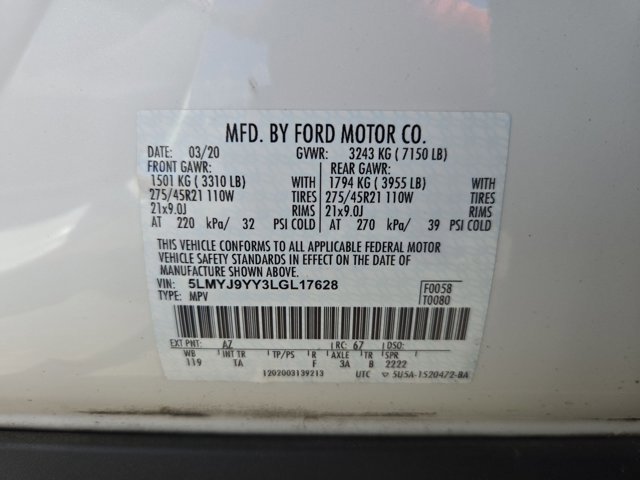 MFD. BY FORD MOTOR CO.
DATE: 03/20 GVWR: 3243 KG ( 7150 LB)
FRONT GAWR: REAR GAWR:
1501 KG ( 3310 LB) WITH 1794 KG ( 3955 LB) WITH
275/45R21 110W TIRES 275/45R21 110W TIRES
21x9.0J RIMS 21x9.0J RIMS
AT 220 kPa/ 32 PSI COLD AT 270 kPa/ 39 PSI COLD
THIS VEHICLE CONFORMS TO ALL APPLICABLE FEDERAL MOTOR
VEHICLE SAFETY STANDARDS IN EFFECT ON THE DATE OF
MANUFACTURE SHOWN ABOVE.
VIN: 5LMYJ9YY3LGL17628 F0058
TYPE: MPV T0080
EXT PNT: AZ RC: 67
WB INT TR TP/PS R AXLE TR SPR
119 TA F 3A B 2222
1202003139213 UTC 5U5A-1520472-BA